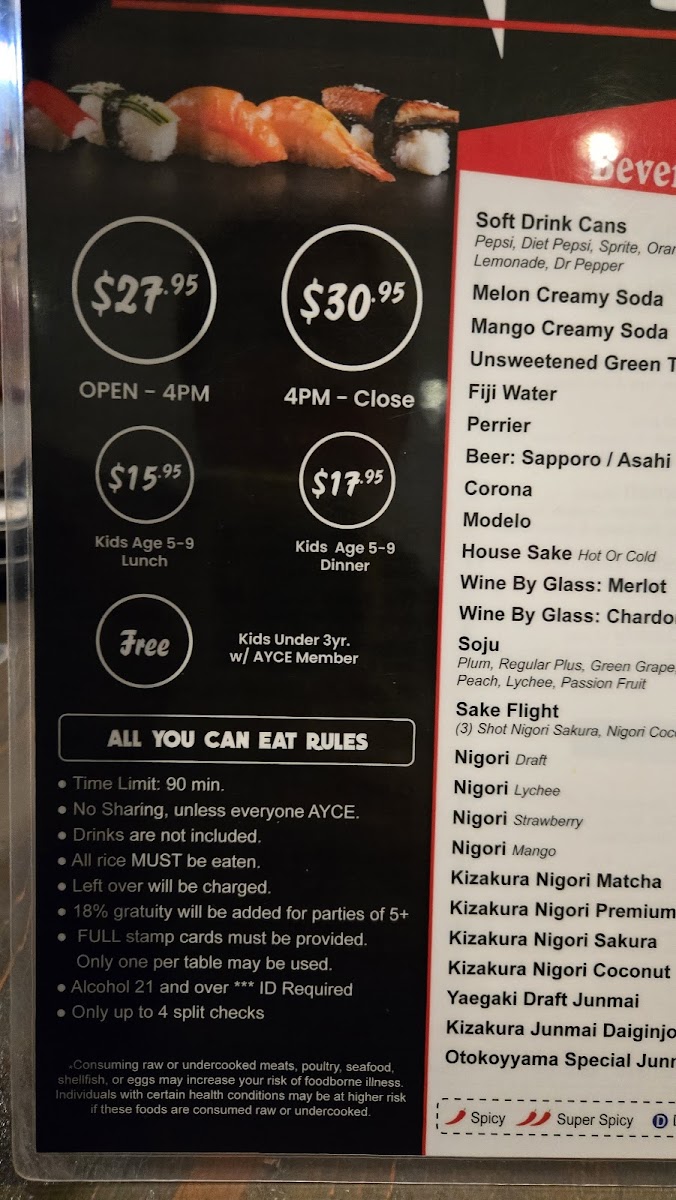 $27.95
OPEN - 4PM
$30.95
4PM - Close
$15.95
Kids Age 5-9
Lunch
$17.95
Kids Age 5-9
Dinner
Free
Kids Under 3yr.
w/ AYCE Member
ALL YOU CAN EAT RULES
• Time Limit: 90 min.
• No Sharing, unless everyone AYCE.
• Drinks are not included.
• All rice MUST be eaten.
• Left over will be charged.
• 18% gratuity will be added for parties of 5+
• FULL stamp cards must be provided.
Only one per table may be used.
• Alcohol 21 and over *** ID Required
• Only up to 4 split checks
*Consuming raw or undercooked meats, poultry, seafood,
shellfish, or eggs may increase your risk of foodborne illness.
Individuals with certain health conditions may be at higher risk
if these foods are consumed raw or undercooked.
Soft Drink Cans
Pepsi, Diet Pepsi, Sprite,
Lemonade, Dr Pepper
Melon Creamy Soda
Mango Creamy Soda
Unsweetened Green
Fiji Water
Perrier
Beer: Sapporo / Asahi
Corona
Modelo
House Sake Hot Or Cold
Wine By Glass: Merlot
Wine By Glass:
Soju
Plum, Regular Plus, Green Grape,
Peach, Lychee, Passion Fruit
Sake Flight
(3) Shot Nigori Sakura, Nigori
Nigori Draft
Nigori Lychee
Nigori Strawberry
Nigori Mango
Kizakura Nigori Matcha
Kizakura Nigori Premium
Kizakura Nigori Sakura
Kizakura Nigori Coconut
Yaegaki Draft Junmai
Kizakura Junmai Daiginjo
Otokoyyama Special
Spicy Super Spicy D